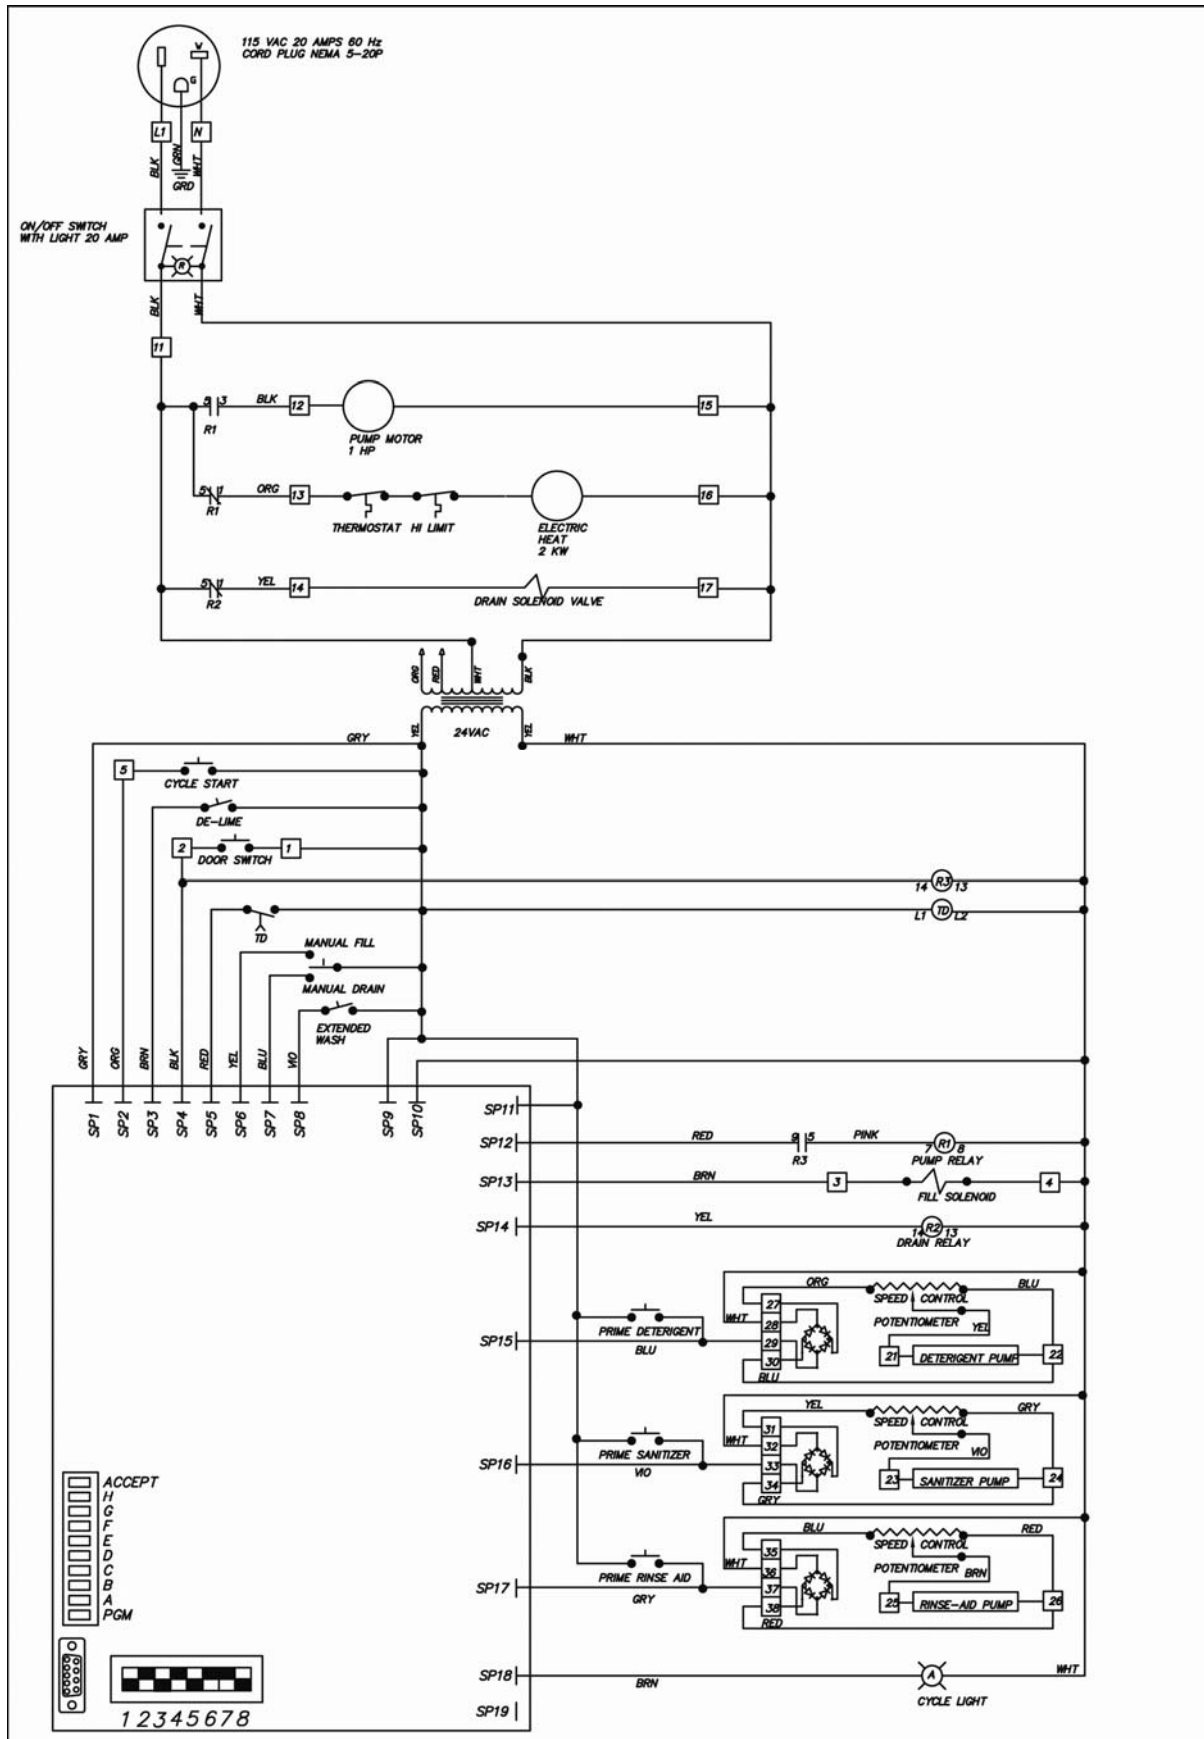 115 VAC 20 AMPS 60 Hz
CORD PLUG NEMA 5-20P
W
G
L1
N
BLK
GRN
WHT
GRD
ON/OFF SWITCH
WITH LIGHT 20 AMP
R
BLK
WHT
11
5 3
R1
BLK
12
PUMP MOTOR
1 HP
15
5 1
R1
ORG
13
THERMOSTAT
HI LIMIT
ELECTRIC
HEAT
2 KW
16
5 1
R2
YEL
14
DRAIN SOLENOID VALVE
17
ORG
RED
WHT
BLK
YEL
24VAC
YEL
GRY
WHT
5
CYCLE START
DE-LIME
2
DOOR SWITCH
1
14 R3 13
TD
L1 TD L2
MANUAL FILL
MANUAL DRAIN
EXTENDED
WASH
GRY
ORG
BRN
BLK
RED
YEL
BLU
VIO
SP1
SP2
SP3
SP4
SP5
SP6
SP7
SP8
SP9
SP10
SP11
SP12
RED
9 5
R3
PINK
7 R1 8
PUMP RELAY
SP13
BRN
3
FILL SOLENOID
4
SP14
YEL
14 R2 13
DRAIN RELAY
SP15
PRIME DETERGENT
BLU
WHT
27
28
29
30
BLU
ORG
SPEED CONTROL
POTENTIOMETER
YEL
BLU
21
DETERGENT PUMP
22
SP16
PRIME SANITIZER
VIO
WHT
31
32
33
34
GRY
YEL
SPEED CONTROL
POTENTIOMETER
VIO
GRY
23
SANITIZER PUMP
24
SP17
PRIME RINSE AID
GRY
WHT
35
36
37
38
RED
BLU
SPEED CONTROL
POTENTIOMETER
BRN
RED
25
RINSE-AID PUMP
26
SP18
BRN
A
CYCLE LIGHT
WHT
SP19
ACCEPT
H
G
F
E
D
C
B
A
PGM
12345678